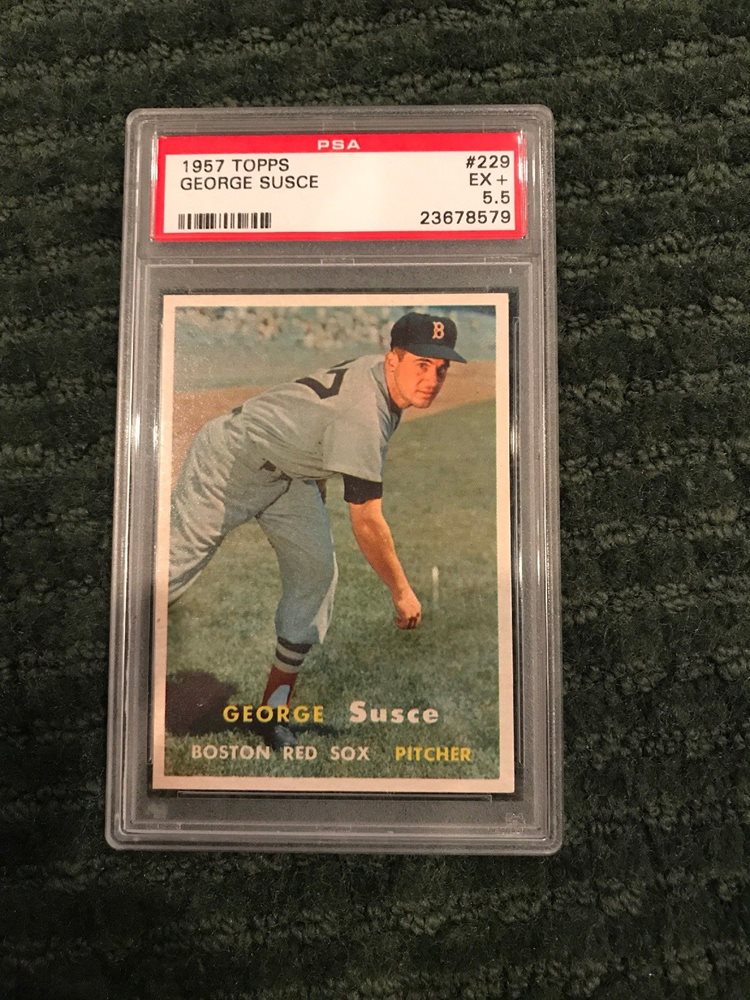 PSA
1957 TOPPS #229
GEORGE SUSCE EX +
5.5
23678579
B
GEORGE Susce
BOSTON RED SOX PITCHER